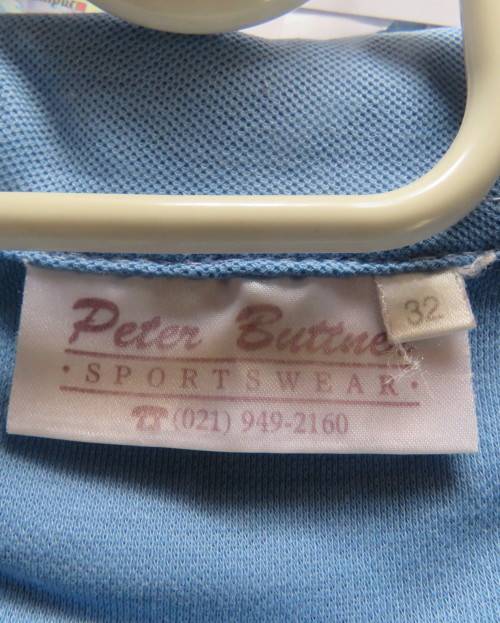 Peter Buttne
32
· SPORTSWEAR ·
☎ (021) 949-2160